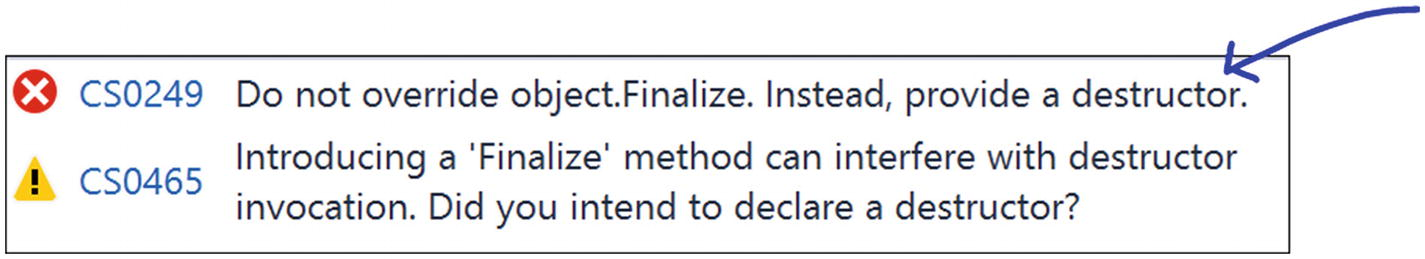 CS0249 Do not override object.Finalize. Instead, provide a destructor.
CS0465 Introducing a 'Finalize' method can interfere with destructor
invocation. Did you intend to declare a destructor?